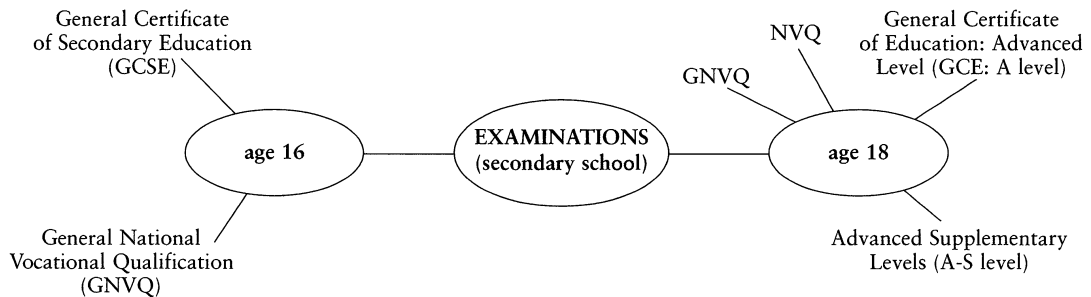 General Certificate
of Secondary Education
(GCSE)
age 16
General National
Vocational Qualification
(GNVQ)
EXAMINATIONS
(secondary school)
GNVQ
NVQ
General Certificate
of Education: Advanced
Level (GCE: A level)
age 18
Advanced Supplementary
Levels (A-S level)